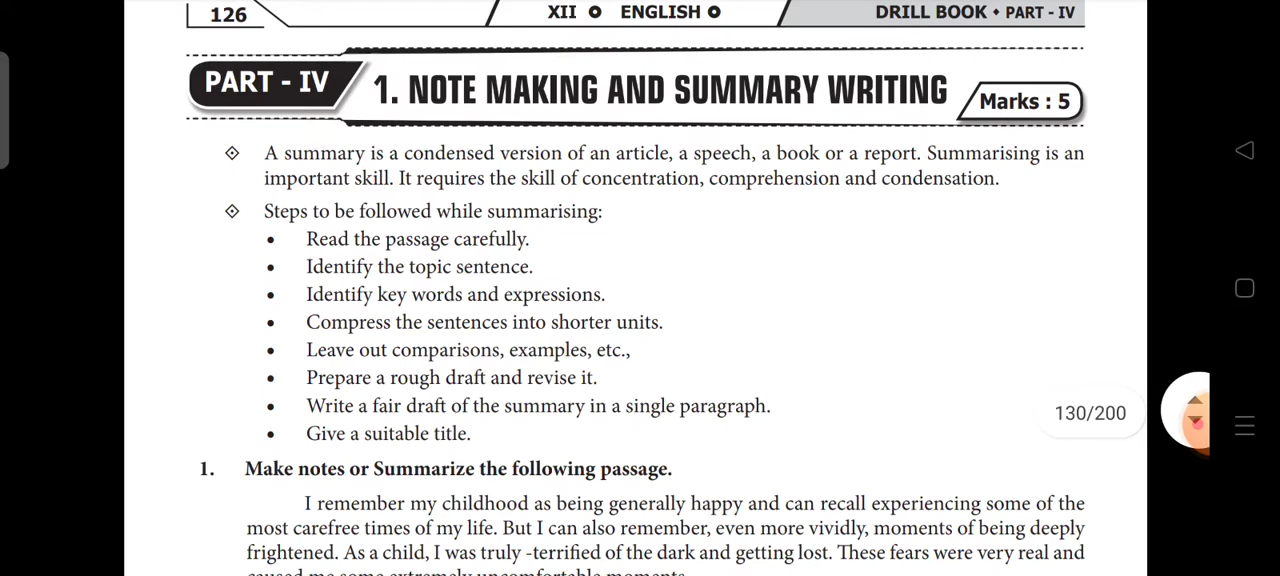 126
XII ENGLISH
DRILL BOOK • PART - IV
PART - IV
1. NOTE MAKING AND SUMMARY WRITING
Marks : 5
A summary is a condensed version of an article, a speech, a book or a report. Summarising is an
important skill. It requires the skill of concentration, comprehension and condensation.
Steps to be followed while summarising:
• Read the passage carefully.
• Identify the topic sentence.
• Identify key words and expressions.
• Compress the sentences into shorter units.
• Leave out comparisons, examples, etc.,
• Prepare a rough draft and revise it.
• Write a fair draft of the summary in a single paragraph.
130/200
• Give a suitable title.
1. Make notes or Summarize the following passage.
I remember my childhood as being generally happy and can recall experiencing some of the
most carefree times of my life. But I can also remember, even more vividly, moments of being deeply
frightened. As a child, I was truly -terrified of the dark and getting lost. These fears were very real and
caused me some extremely uncomfortable moments.